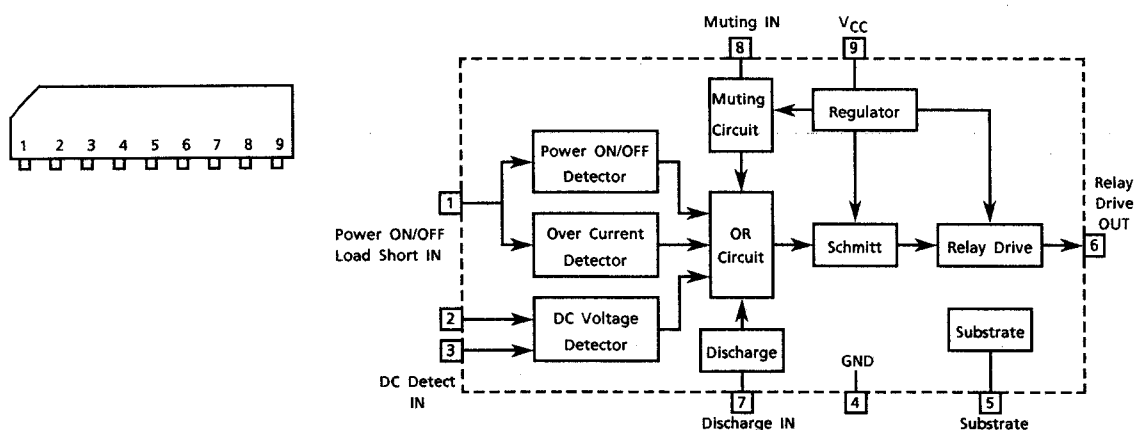 1 2 3 4 5 6 7 8 9
Muting IN
VCC
8
9
Muting
Circuit
Regulator
Power ON/OFF
Detector
1
Power ON/OFF
Load Short IN
Over Current
Detector
OR
Circuit
Schmitt
Relay Drive
Relay
Drive
OUT
6
2
3
DC Detect
IN
DC Voltage
Detector
Discharge
7
Discharge IN
GND
4
Substrate
5
Substrate